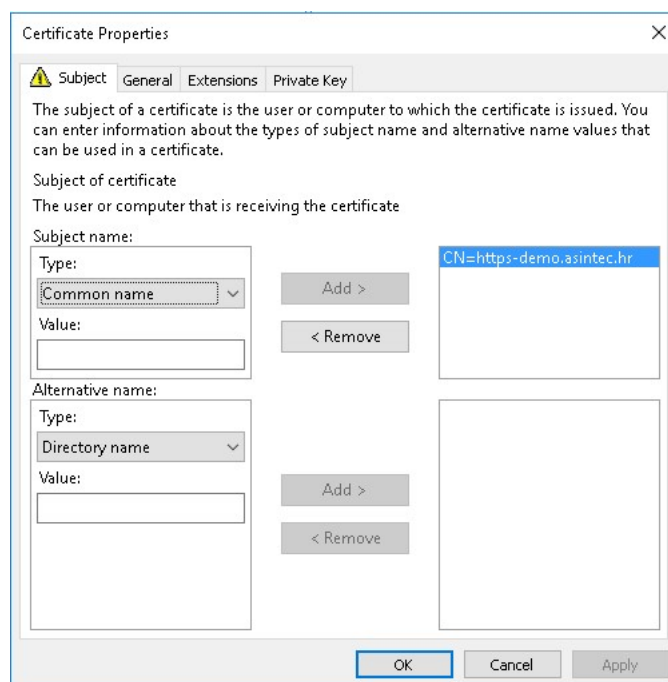 Certificate Properties
Subject General Extensions Private Key
The subject of a certificate is the user or computer to which the certificate is issued. You
can enter information about the types of subject name and alternative name values that
can be used in a certificate.
Subject of certificate
The user or computer that is receiving the certificate
Subject name:
Type:
Common name
Value:
Add >
< Remove
CN=https-demo.asintec.hr
Alternative name:
Type:
Directory name
Value:
Add >
< Remove
OK Cancel Apply